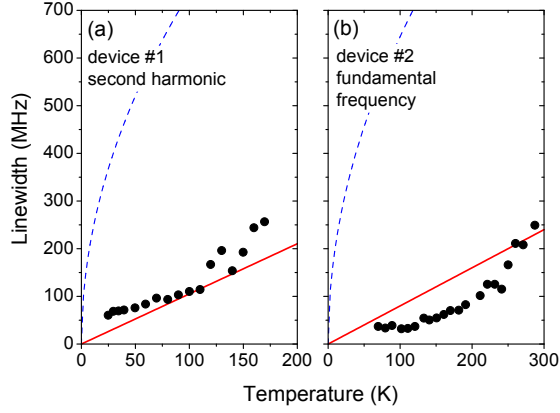 (a)
device #1
second harmonic
(b)
device #2
fundamental
frequency
Linewidth (MHz)
700
600
500
400
300
200
100
0
0 50 100 150 200
0 100 200 300
Temperature (K)